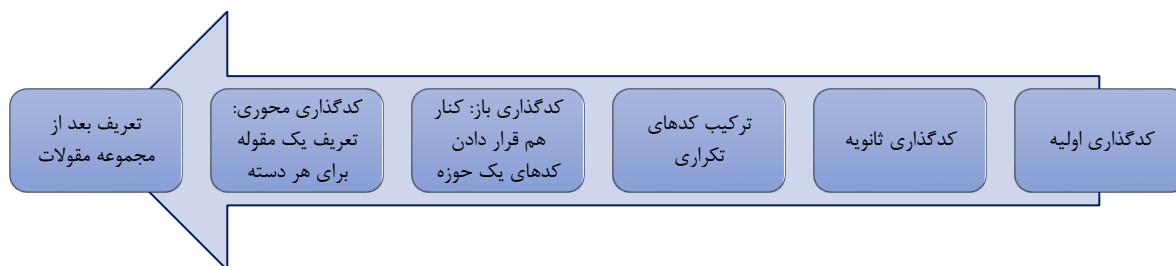 کدگذاری اولیه
کدگذاری ثانویه
ترکیب کدهای
تکراری
کدگذاری باز: کنار
هم قرار دادن
کدهای یک حوزه
کدگذاری محوری:
تعریف یک مقوله
برای هر دسته
تعریف بعد از
مجموعه مقولات